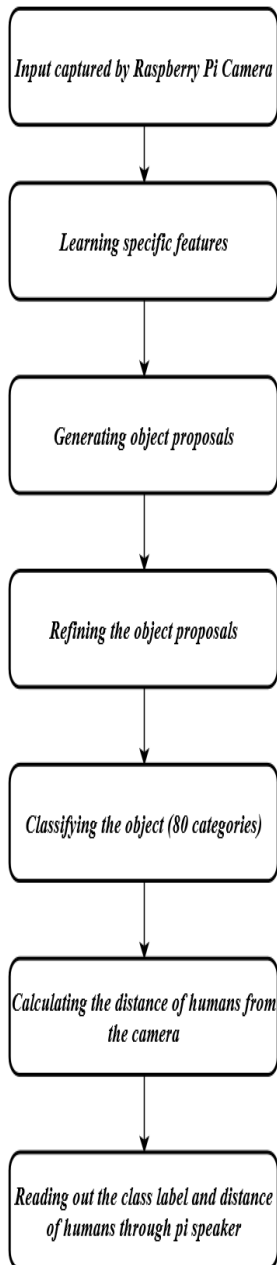 Input captured by Raspberry Pi Camera
Learning specific features
Generating object proposals
Refining the object proposals
Classifying the object (80 categories)
Calculating the distance of humans from
the camera
Reading out the class label and distance
of humans through pi speaker